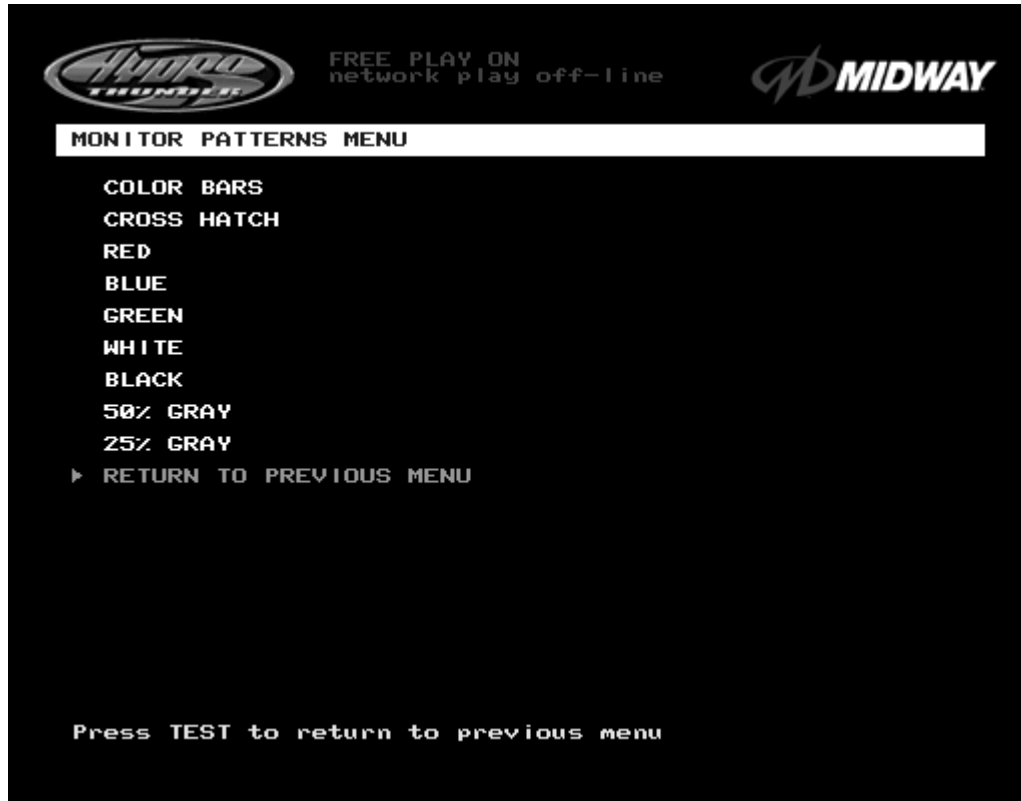 HYDRO
THUNDER
FREE PLAY ON
network play off-line
MIDWAY
MONITOR PATTERNS MENU
COLOR BARS
CROSS HATCH
RED
BLUE
GREEN
WHITE
BLACK
50% GRAY
25% GRAY
RETURN TO PREVIOUS MENU
Press TEST to return to previous menu